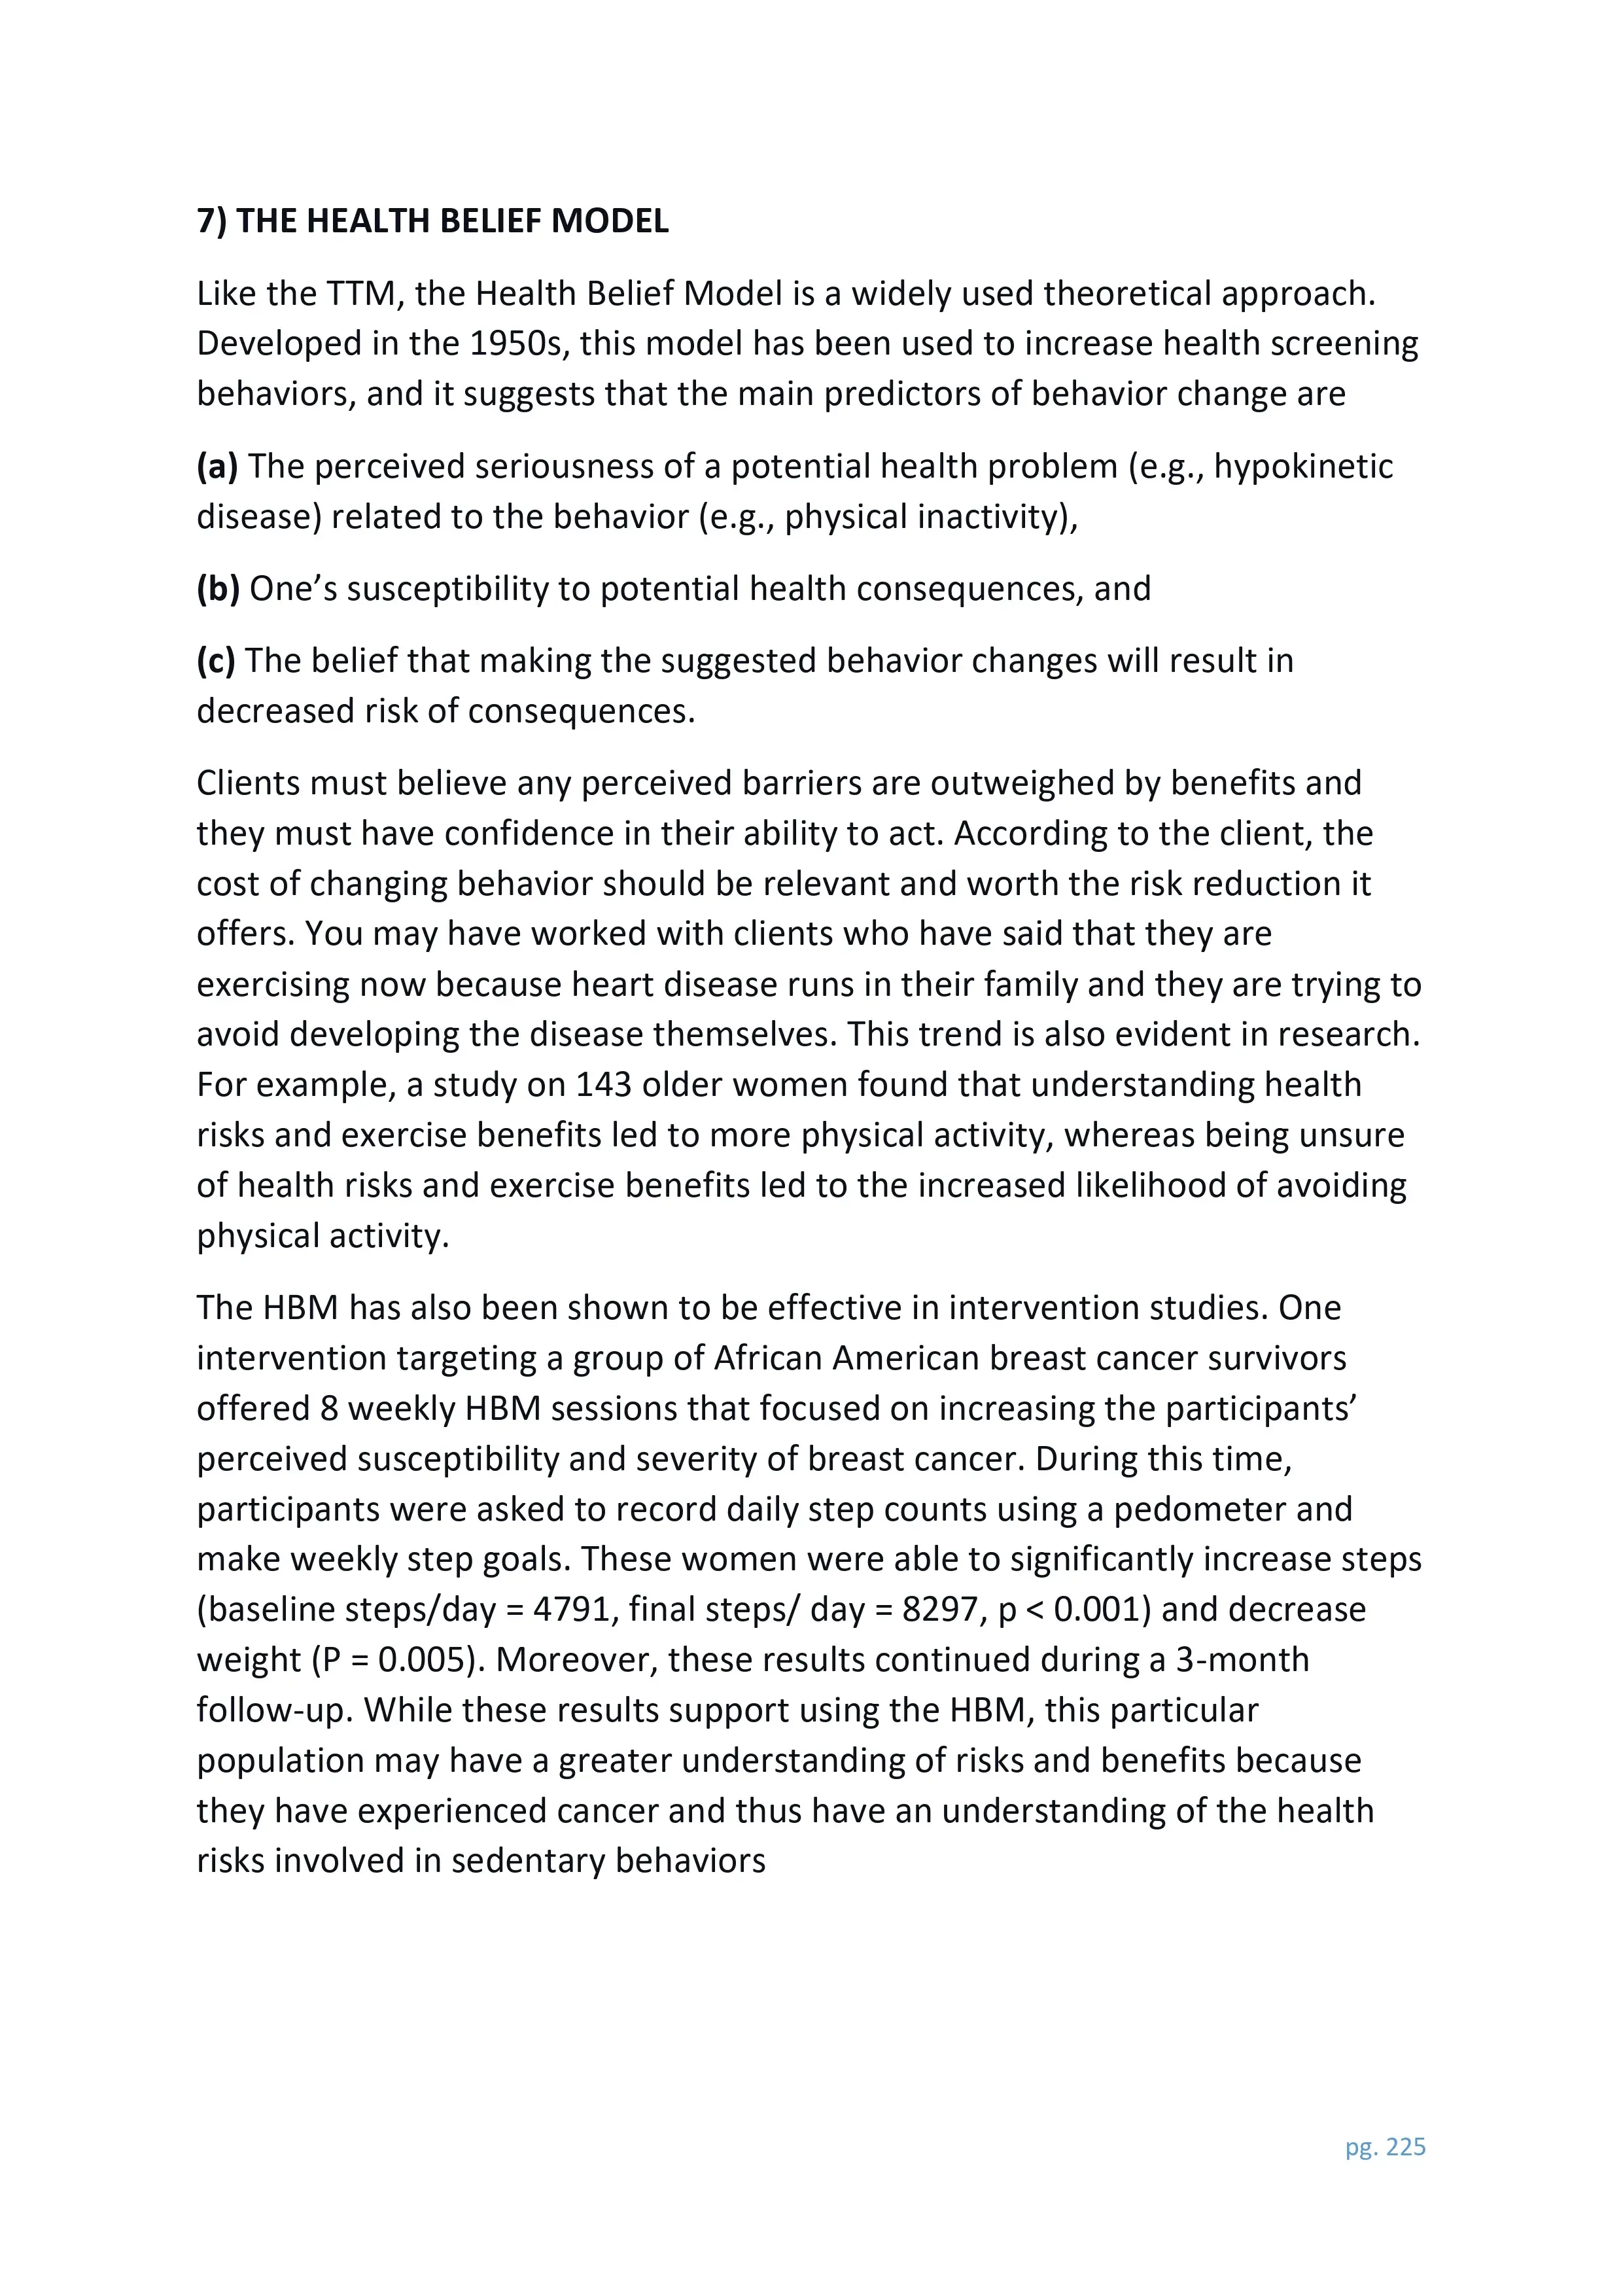 7) THE HEALTH BELIEF MODEL
Like the TTM, the Health Belief Model is a widely used theoretical approach.
Developed in the 1950s, this model has been used to increase health screening
behaviors, and it suggests that the main predictors of behavior change are
(a) The perceived seriousness of a potential health problem (e.g., hypokinetic
disease) related to the behavior (e.g., physical inactivity),
(b) One’s susceptibility to potential health consequences, and
(c) The belief that making the suggested behavior changes will result in
decreased risk of consequences.
Clients must believe any perceived barriers are outweighed by benefits and
they must have confidence in their ability to act. According to the client, the
cost of changing behavior should be relevant and worth the risk reduction it
offers. You may have worked with clients who have said that they are
exercising now because heart disease runs in their family and they are trying to
avoid developing the disease themselves. This trend is also evident in research.
For example, a study on 143 older women found that understanding health
risks and exercise benefits led to more physical activity, whereas being unsure
of health risks and exercise benefits led to the increased likelihood of avoiding
physical activity.
The HBM has also been shown to be effective in intervention studies. One
intervention targeting a group of African American breast cancer survivors
offered 8 weekly HBM sessions that focused on increasing the participants’
perceived susceptibility and severity of breast cancer. During this time,
participants were asked to record daily step counts using a pedometer and
make weekly step goals. These women were able to significantly increase steps
(baseline steps/day = 4791, final steps/ day = 8297, p < 0.001) and decrease
weight (P = 0.005). Moreover, these results continued during a 3-month
follow-up. While these results support using the HBM, this particular
population may have a greater understanding of risks and benefits because
they have experienced cancer and thus have an understanding of the health
risks involved in sedentary behaviors
pg. 225